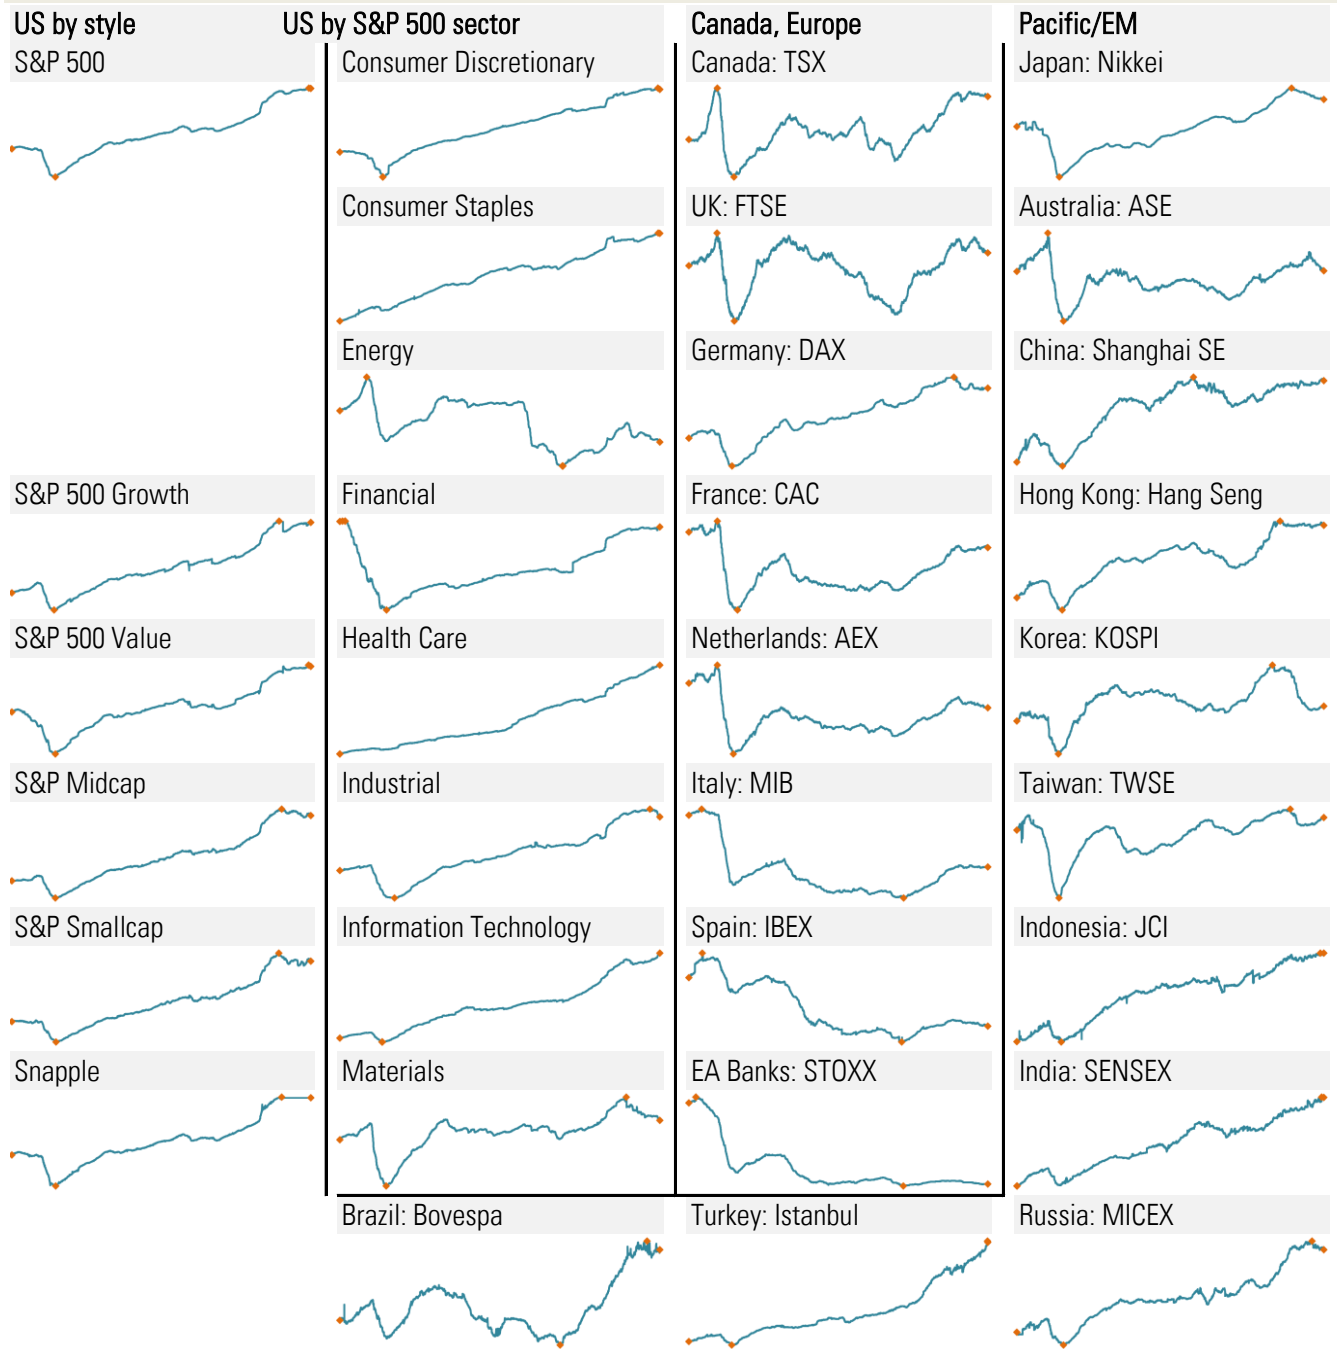 US by style US by S&P 500 sector Canada, Europe Pacific/EM
S&P 500 Consumer Discretionary Canada: TSX Japan: Nikkei
Consumer Staples UK: FTSE Australia: ASE
Energy Germany: DAX China: Shanghai SE
S&P 500 Growth Financial France: CAC Hong Kong: Hang Seng
S&P 500 Value Health Care Netherlands: AEX Korea: KOSPI
S&P Midcap Industrial Italy: MIB Taiwan: TWSE
S&P Smallcap Information Technology Spain: IBEX Indonesia: JCI
Snapple Materials EA Banks: STOXX India: SENSEX
Brazil: Bovespa Turkey: Istanbul Russia: MICEX